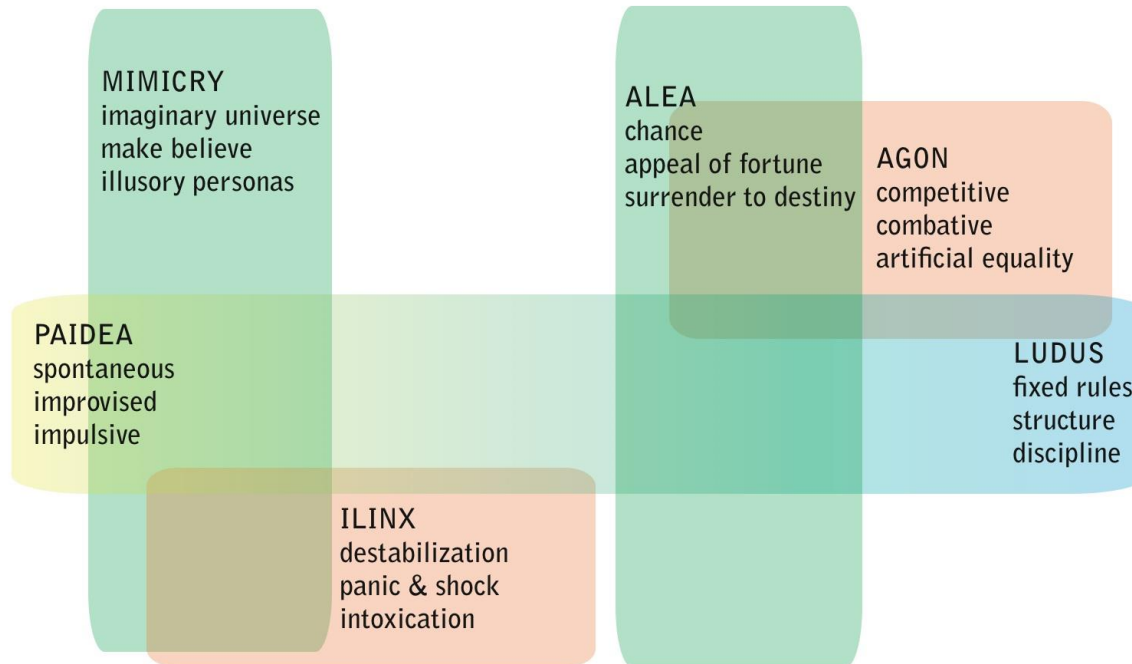 MIMICRY
imaginary universe
make believe
illusory personas
ALEA
chance
appeal of fortune
surrender to destiny
AGON
competitive
combative
artificial equality
PAIDEA
spontaneous
improvised
impulsive
LUDUS
fixed rules
structure
discipline
ILINX
destabilization
panic & shock
intoxication